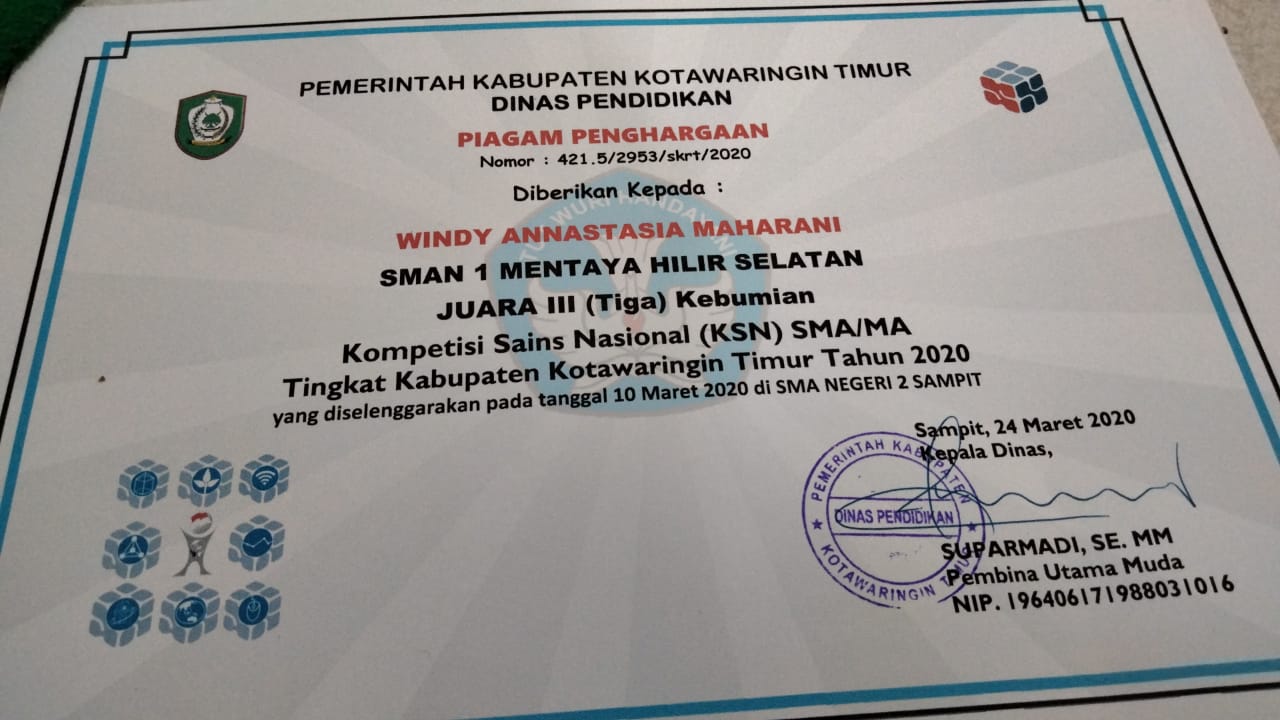 PEMERINTAH KABUPATEN KOTAWARINGIN TIMUR
DINAS PENDIDIKAN
PIAGAM PENGHARGAAN
Nomor : 421.5/2953/skrt/2020
Diberikan Kepada :
TUT WURI HANDAYANI
WINDY ANNASTASIA MAHARANI
SMAN 1 MENTAYA HILIR SELATAN
JUARA III (Tiga) Kebumian
Kompetisi Sains Nasional (KSN) SMA/MA
Tingkat Kabupaten Kotawaringin Timur Tahun 2020
yang diselenggarakan pada tanggal 10 Maret 2020 di SMA NEGERI 2 SAMPIT
Sampit, 24 Maret 2020
Kepala Dinas,
PEMERINTAH KABUPATEN
DINAS PENDIDIKAN
KOTAWARINGIN TIMUR
SUPARMADI, SE. MM
Pembina Utama Muda
NIP. 196406171988031016